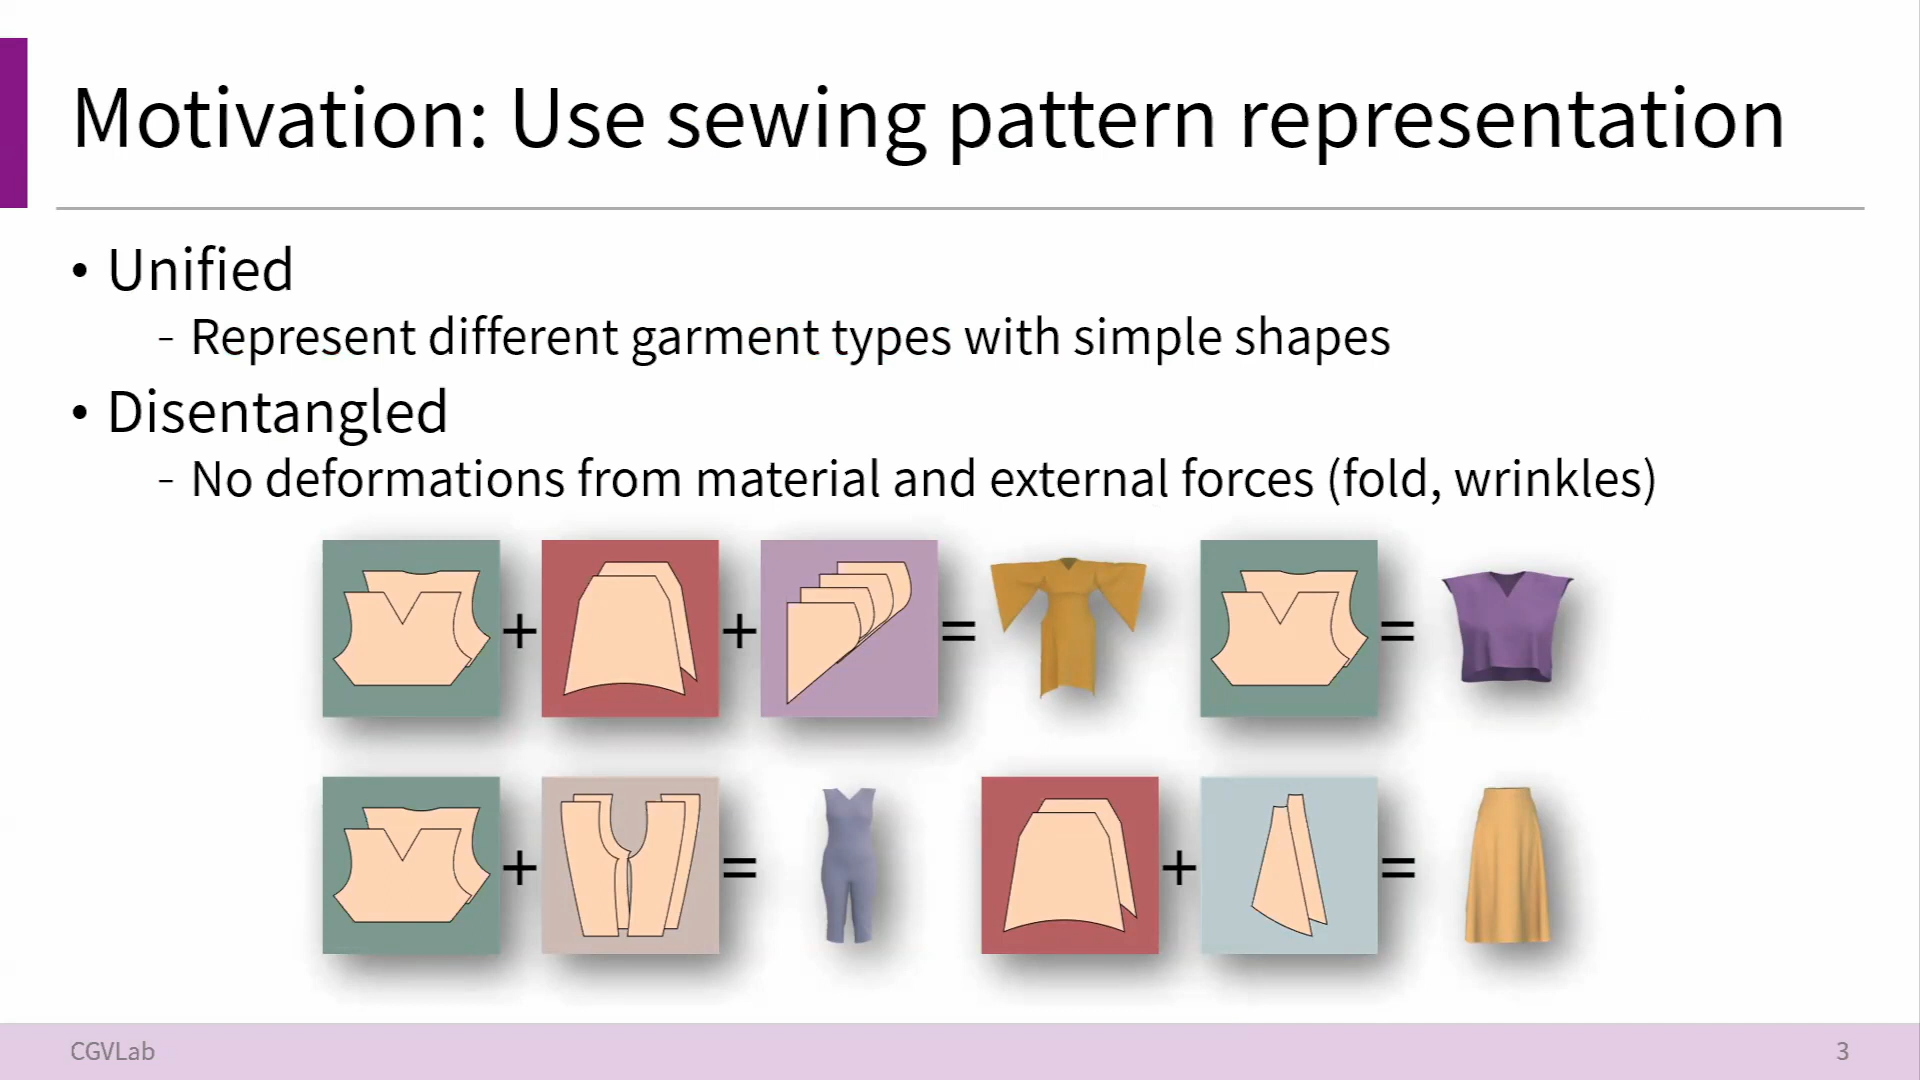 Motivation: Use sewing pattern representation
• Unified
- Represent different garment types with simple shapes
• Disentangled
- No deformations from material and external forces (fold, wrinkles)
+ + = =
+ = + =
CGVLab 3